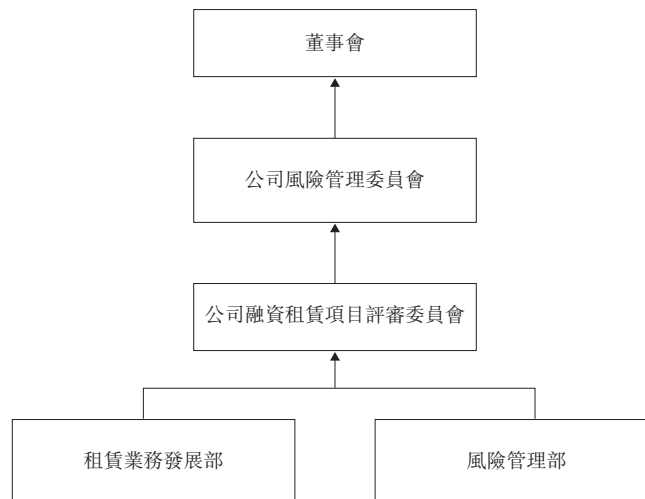 董事會
公司風險管理委員會
公司融資租賃項目評審委員會
租賃業務發展部
風險管理部